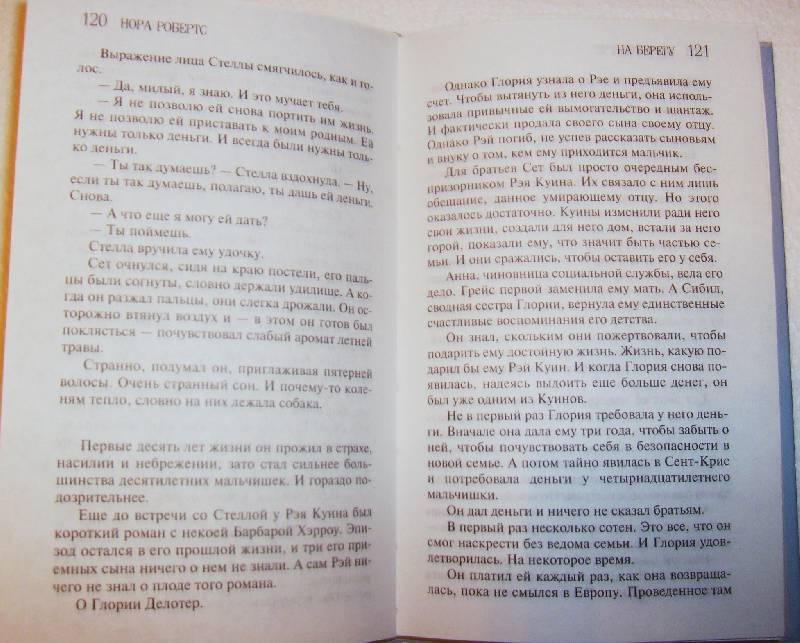 120 НОРА РОБЕРТС
Выражение лица Стеллы смягчилось, как и го-
лос.
— Да, милый, я знаю. И это мучает тебя.
— Я не позволю ей снова портить им жизнь.
Я не позволю ей приставать к моим родным. Ей
нужны только деньги. И всегда были нужны толь-
ко деньги.
— Ты так думаешь? — Стелла вздохнула. — Ну,
если ты так думаешь, полагаю, ты дашь ей деньги.
Снова.
— А что еще я могу ей дать?
— Ты поймешь.
Стелла вручила ему удочку.
Сет очнулся, сидя на краю постели, его паль-
цы были согнуты, словно держали удилище. А ко-
гда он разжал пальцы, они слегка дрожали. Он ос-
торожно втянул воздух и — в этом он готов был
поклясться — почувствовал слабый аромат летней
травы.
Странно, подумал он, приглаживая пятерней
волосы. Очень странный сон. И почему-то коле-
ням тепло, словно на них лежала собака.
Первые десять лет жизни он прожил в страхе,
насилии и небрежении, зато стал сильнее боль-
шинства десятилетних мальчишек. И гораздо по-
дозрительнее.
Еще до встречи со Стеллой у Рэя Куина был
короткий роман с некоей Барбарой Хэрроу. Эпи-
зод остался в его прошлой жизни, и три его при-
емных сына ничего о нем не знали. А сам Рэй ни-
чего не знал о плоде того романа.
О Глории Делотер.
НА БЕРЕГУ 121
Однако Глория узнала о Рэе и предъявила ему
счет. Чтобы вытянуть из него деньги, она исполь-
зовала привычные ей вымогательство и шантаж.
И фактически продала своего сына своему отцу.
Однако Рэй погиб, не успев рассказать сыновьям
и внуку о том, кем ему приходится мальчик.
Для братьев Сет был просто очередным бес-
призорником Рэя Куина. Их связало с ним лишь
обещание, данное умирающему отцу. Но этого
оказалось достаточно. Куины изменили ради него
свои жизни, создали для него дом, встали за него
горой, показали ему, что значит быть частью се-
мьи. И они сражались, чтобы оставить его у себя.
Анна, чиновница социальной службы, вела его
дело. Грейс первой заменила ему мать. А Сибил,
сводная сестра Глории, вернула ему единственные
счастливые воспоминания его детства.
Он знал, сколь­ким они пожертвовали, чтобы
подарить ему достойную жизнь. Жизнь, какую по-
дарил бы ему Рэй Куин. И когда Глория снова по-
явилась, надеясь выдоить еще больше денег, он
был уже одним из Куинов.
Не в первый раз Глория требовала у него день-
ги. Вначале она дала ему три года, чтобы забыть о
ней, чтобы почувствовать себя в безопасности в
новой семье. А потом тайно явилась в Сент-Крис
и потребовала деньги у четырнадцатилетнего
мальчишки.
Он дал деньги и ничего не сказал братьям.
В первый раз несколько сотен. Это все, что он
смог наскрести без ведома семьи. И Глория удов-
летворилась. На некоторое время.
Он платил ей каждый раз, как она возвраща-
лась, пока не смылся в Европу. Проведенное там